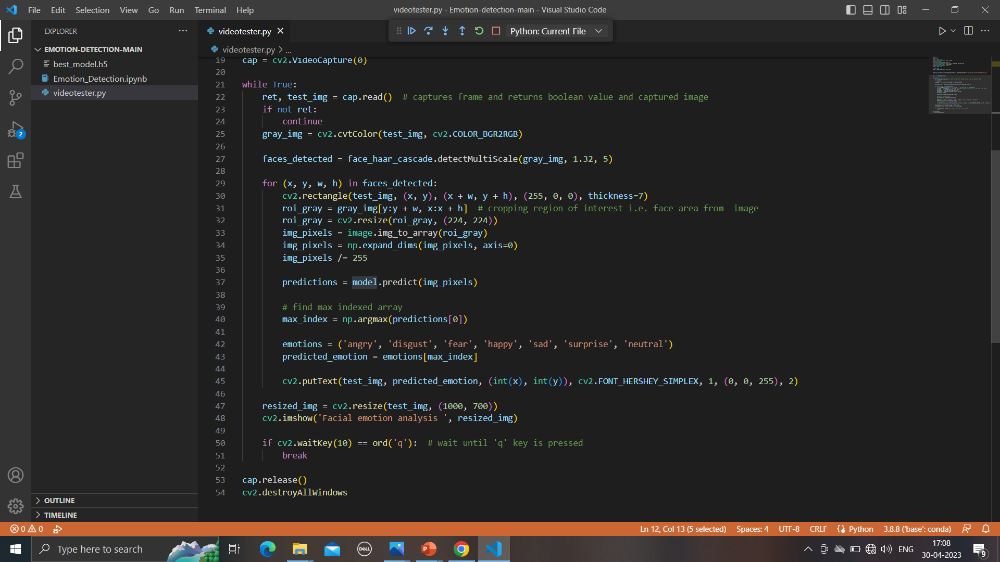 File Edit Selection View Go Run Terminal Help
videotester.py - Emotion-detection-main - Visual Studio Code
EXPLORER
videotester.py
Python: Current File
EMOTION-DETECTION-MAIN
best_model.h5
Emotion_Detection.ipynb
videotester.py
2
videotester.py > ...
19 cap = cv2.VideoCapture(0)
20
21 while True:
22 ret, test_img = cap.read()  # captures frame and returns boolean value and captured image
23 if not ret:
24 continue
25 gray_img = cv2.cvtColor(test_img, cv2.COLOR_BGR2RGB)
26
27 faces_detected = face_haar_cascade.detectMultiScale(gray_img, 1.32, 5)
28
29 for (x, y, w, h) in faces_detected:
30 cv2.rectangle(test_img, (x, y), (x + w, y + h), (255, 0, 0), thickness=7)
31 roi_gray = gray_img[y:y + w, x:x + h]  # cropping region of interest i.e. face area from  image
32 roi_gray = cv2.resize(roi_gray, (224, 224))
33 img_pixels = image.img_to_array(roi_gray)
34 img_pixels = np.expand_dims(img_pixels, axis=0)
35 img_pixels /= 255
36
37 predictions = model.predict(img_pixels)
38
39 # find max indexed array
40 max_index = np.argmax(predictions[0])
41
42 emotions = ('angry', 'disgust', 'fear', 'happy', 'sad', 'surprise', 'neutral')
43 predicted_emotion = emotions[max_index]
44
45 cv2.putText(test_img, predicted_emotion, (int(x), int(y)), cv2.FONT_HERSHEY_SIMPLEX, 1, (0, 0, 255), 2)
46
47 resized_img = cv2.resize(test_img, (1000, 700))
48 cv2.imshow('Facial emotion analysis ', resized_img)
49
50 if cv2.waitKey(10) == ord('q'):  # wait until 'q' key is pressed
51 break
52
53 cap.release()
54 cv2.destroyAllWindows
OUTLINE
TIMELINE
0 0
Ln 12, Col 13 (5 selected) Spaces: 4 UTF-8 CRLF Python 3.8.8 ('base': conda)
Type here to search
DELL
P
ENG
17:08
30-04-2023
9